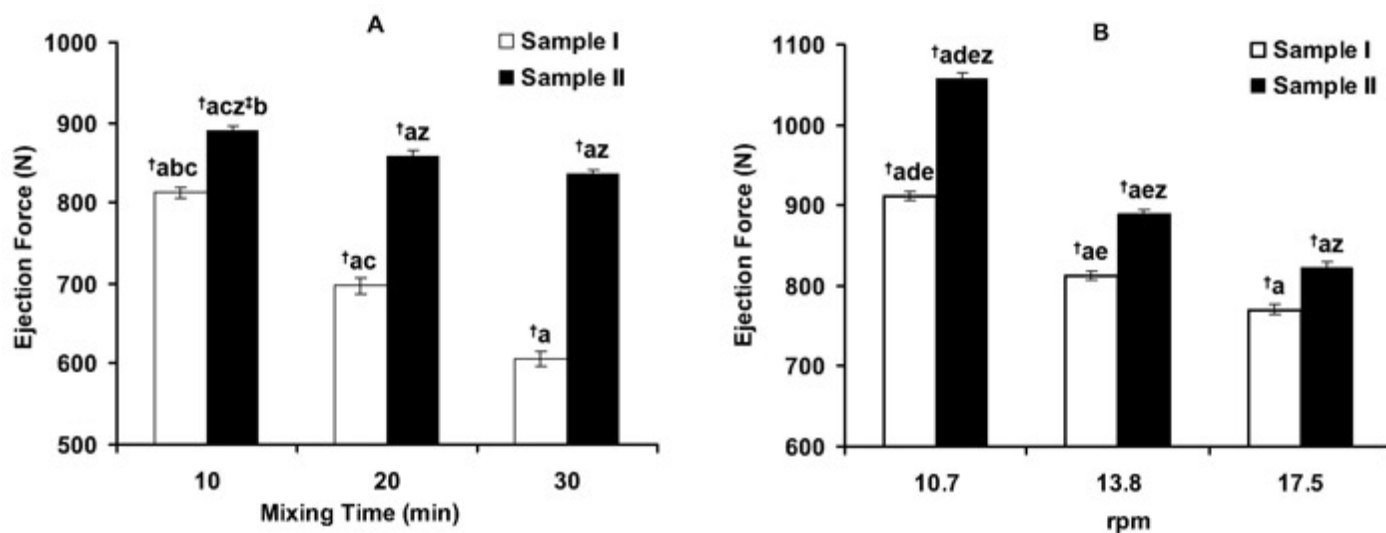 A
Sample I
Sample II
Ejection Force (N)
1000
900
800
700
600
500
†abc
†acz‡b
†ac
†az
†a
†az
10
20
30
Mixing Time (min)
B
Sample I
Sample II
Ejection Force (N)
1100
1000
900
800
700
600
†ade
†adez
†ae
†aez
†a
†az
10.7
13.8
17.5
rpm